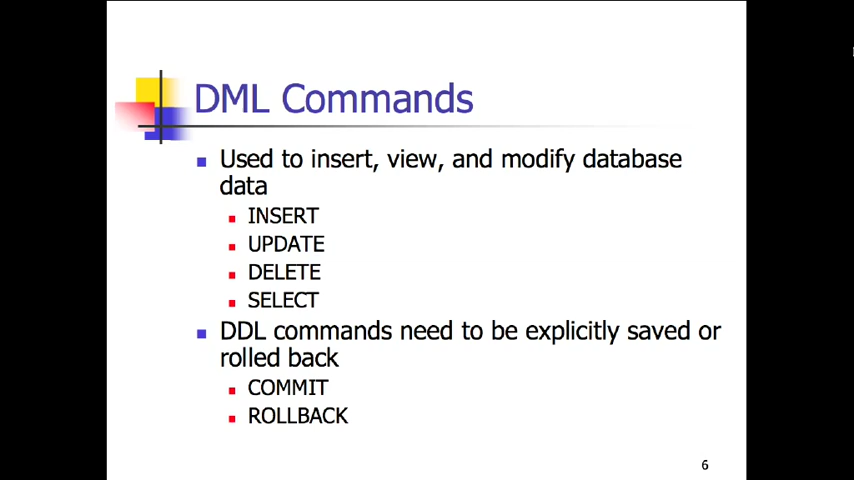 DML Commands
Used to insert, view, and modify database
data
INSERT
UPDATE
DELETE
SELECT
DDL commands need to be explicitly saved or
rolled back
COMMIT
ROLLBACK
6